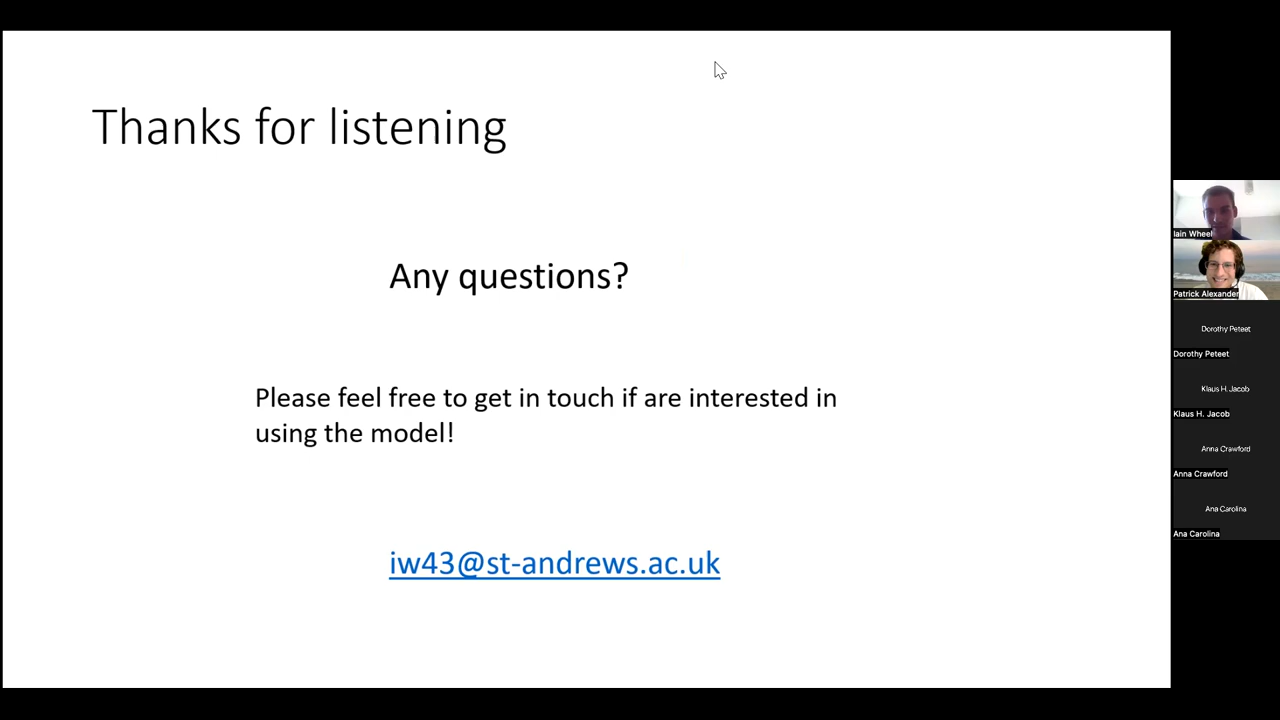 Thanks for listening
Any questions?
Please feel free to get in touch if are interested in
using the model!
iw43@st-andrews.ac.uk
Iain Wheel
Patrick Alexander
Dorothy Peteet
Dorothy Peteet
Klaus H. Jacob
Klaus H. Jacob
Anna Crawford
Anna Crawford
Ana Carolina
Ana Carolina